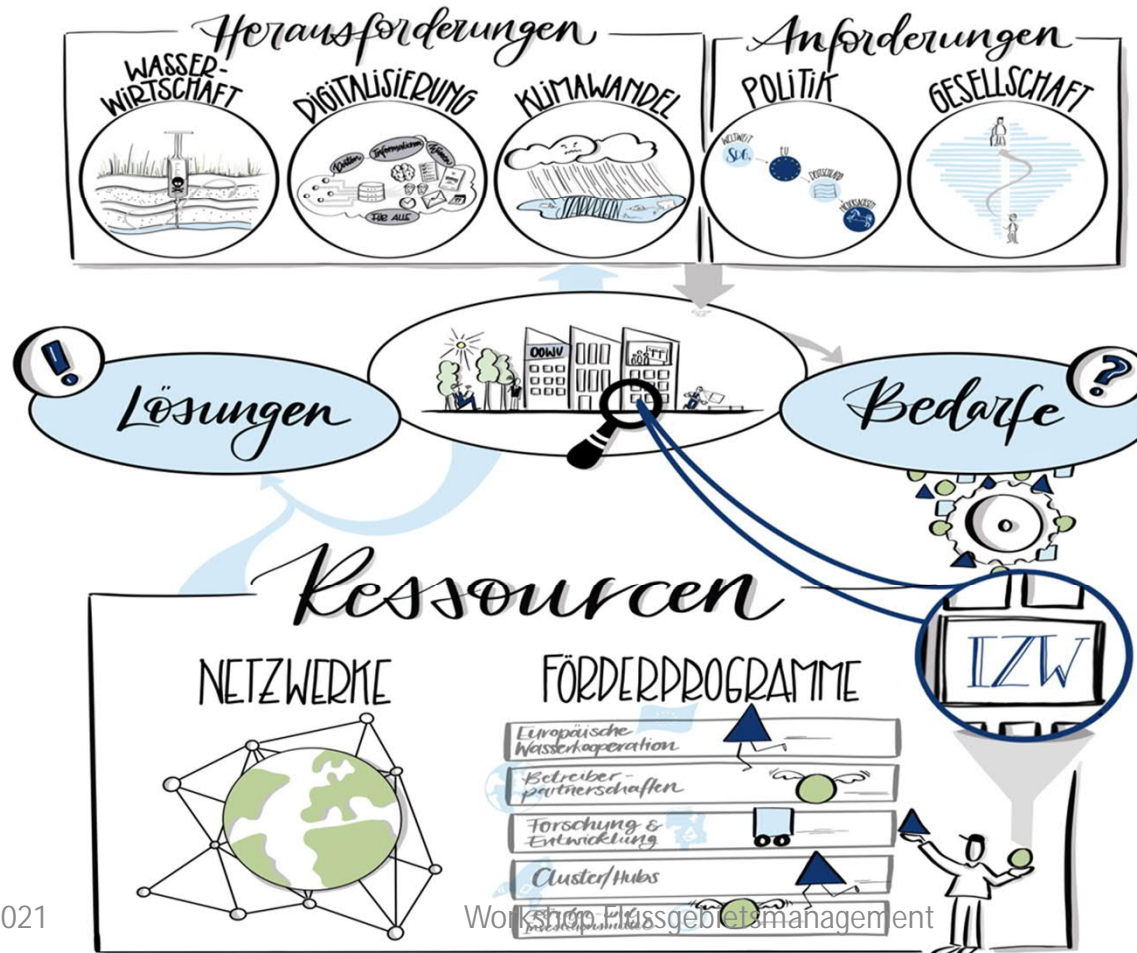 Herausforderungen
Anforderungen
WASSER-
WIRTSCHAFT
DIGITALISIERUNG
KLIMAWANDEL
POLITIK
GESELLSCHAFT
Daten
Informationen
FÜR ALLE
WELTWEIT
SDG
EU
DEUTSCHLAND
NIEDERSACHSEN
!
Lösungen
OOWV
Bedarfe
?
Ressourcen
IZW
NETZWERKE
FÖRDERPROGRAMME
Europäische
Wasserkooperation
Betreiber-
partnerschaften
Forschung &
Entwicklung
Cluster/Hubs
021
Workshop Flussgebietsmanagement